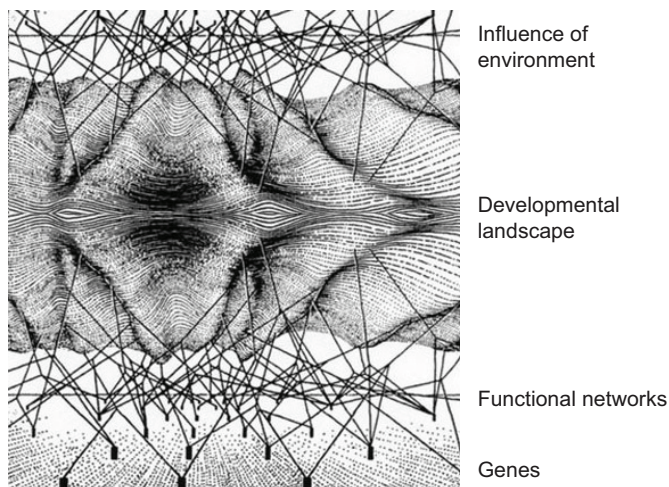 Influence of
environment
Developmental
landscape
Functional networks
Genes